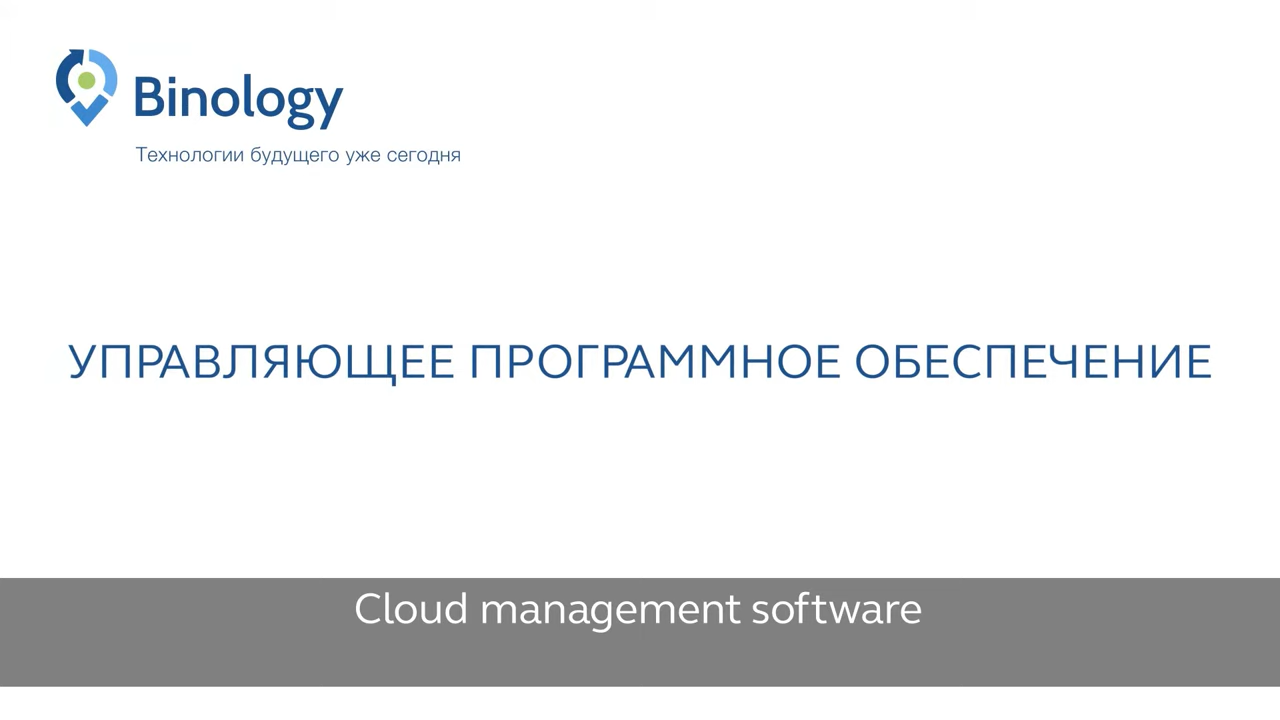 Binology
Технологии будущего уже сегодня
УПРАВЛЯЮЩЕЕ ПРОГРАММНОЕ ОБЕСПЕЧЕНИЕ
Cloud management software